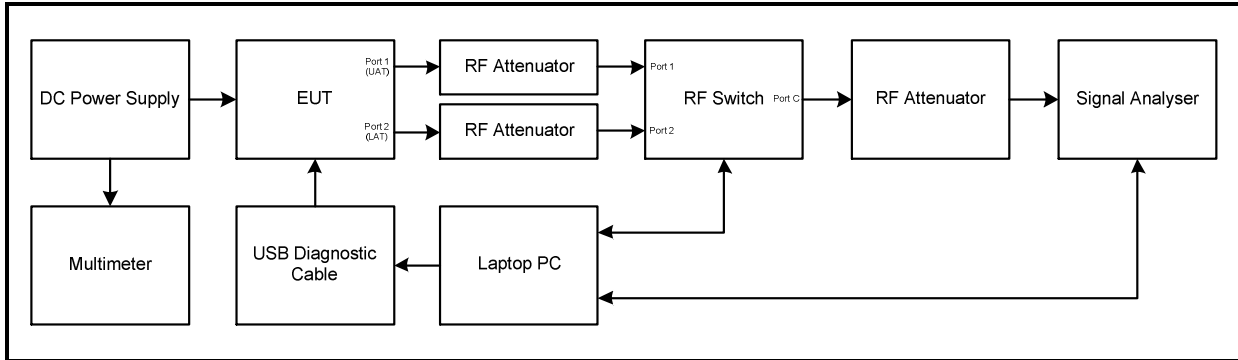 DC Power Supply
EUT
Port 1
(UAT)
Port 2
(LAT)
RF Attenuator
RF Attenuator
Port 1
RF Switch
Port C
Port 2
RF Attenuator
Signal Analyser
Multimeter
USB Diagnostic
Cable
Laptop PC